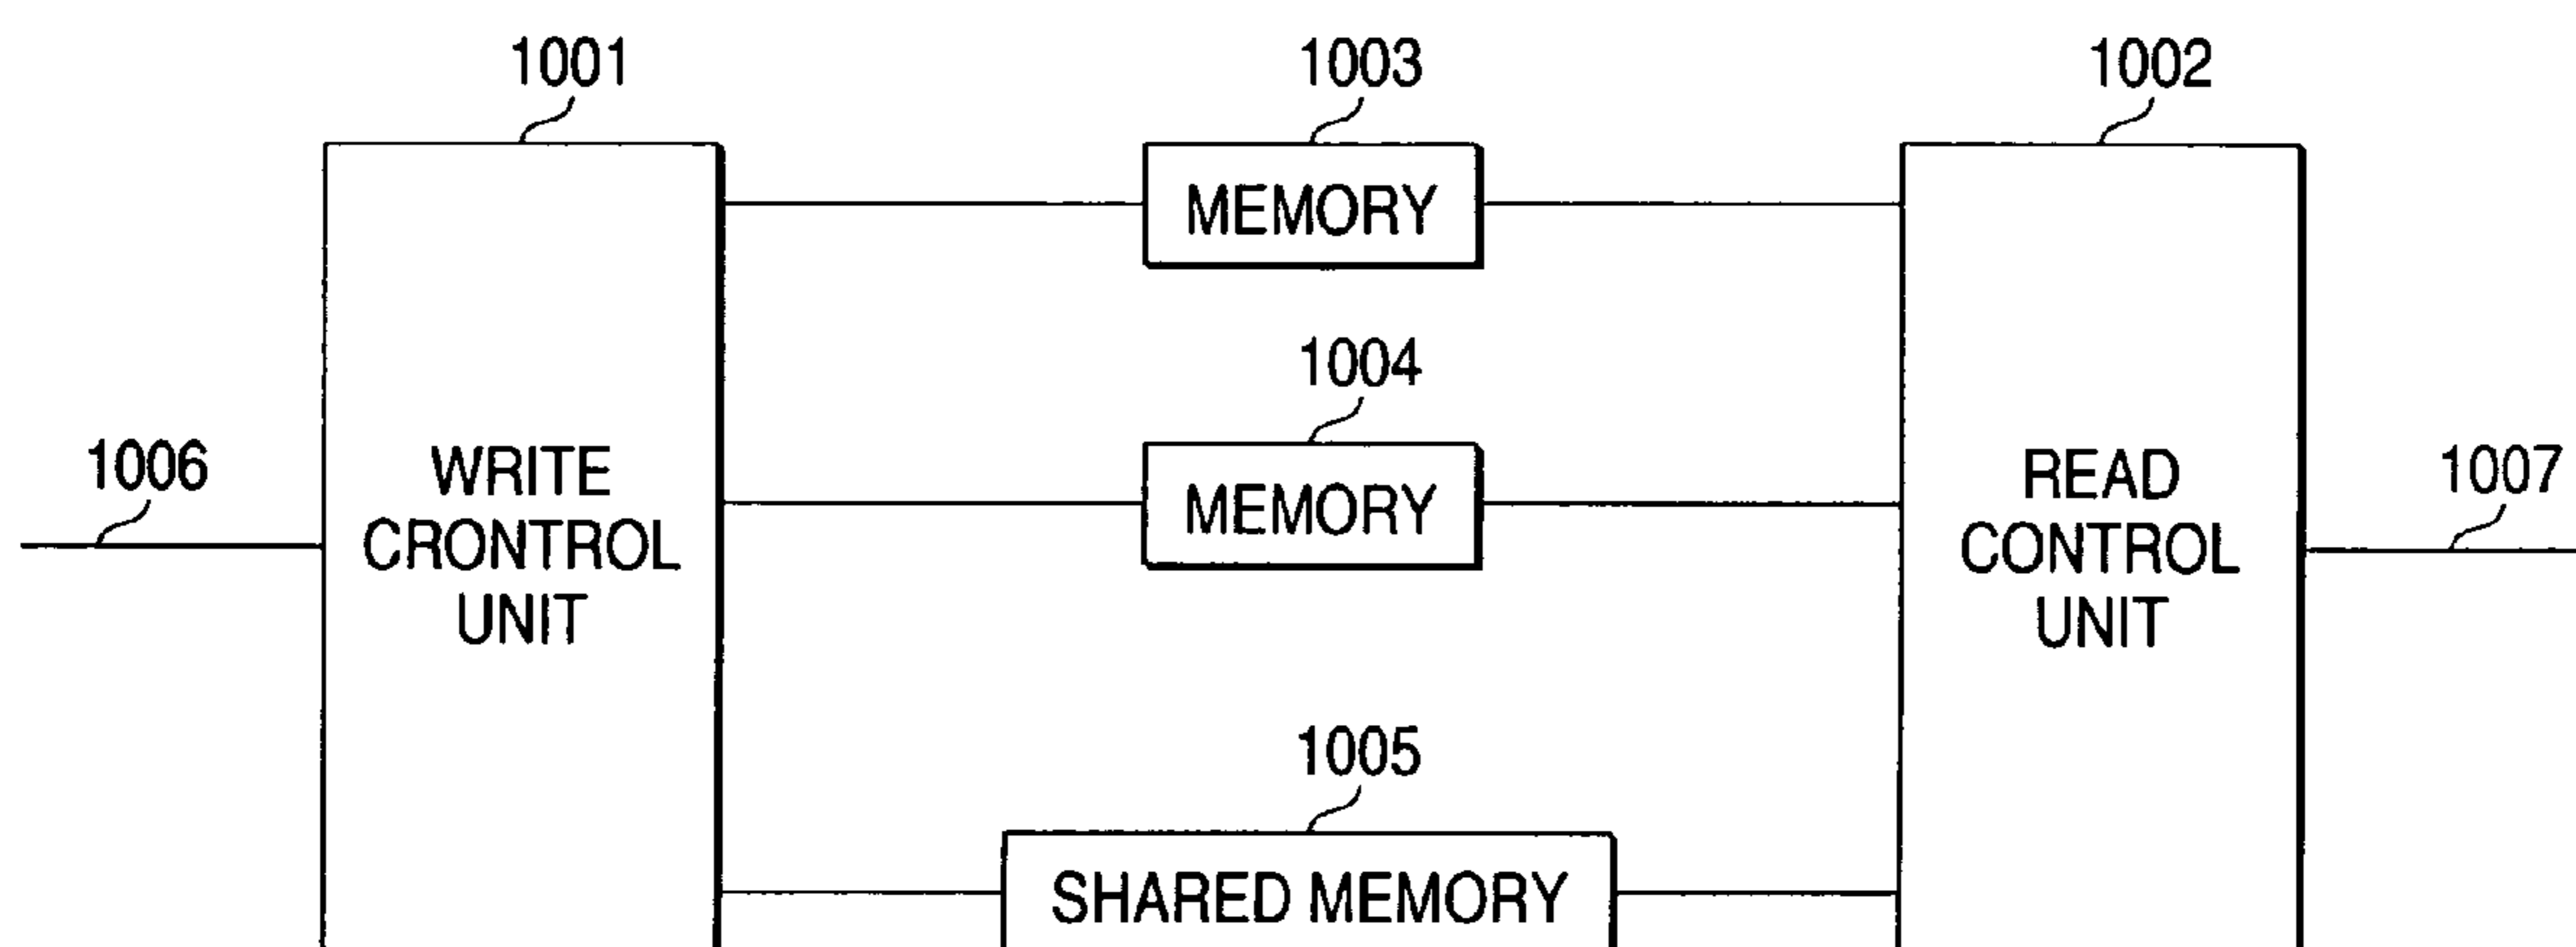 1001
1003
1002
MEMORY
1004
1006
WRITE
CRONTROL
UNIT
MEMORY
READ
CONTROL
UNIT
1007
1005
SHARED MEMORY